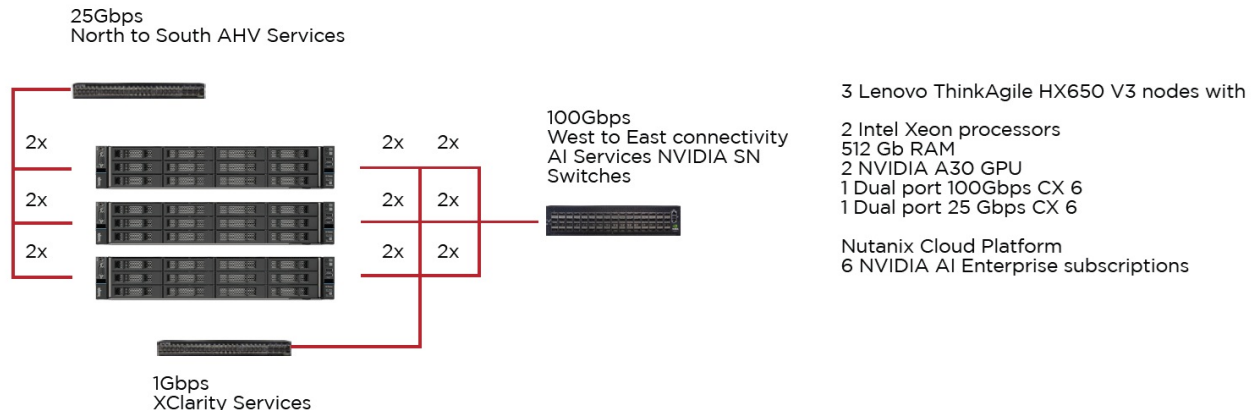 25Gbps
North to South AHV Services
2x
2x
2x
2x 2x
2x 2x
2x 2x
100Gbps
West to East connectivity
AI Services NVIDIA SN
Switches
1Gbps
XClarity Services
3 Lenovo ThinkAgile HX650 V3 nodes with
2 Intel Xeon processors
512 Gb RAM
2 NVIDIA A30 GPU
1 Dual port 100Gbps CX 6
1 Dual port 25 Gbps CX 6
Nutanix Cloud Platform
6 NVIDIA AI Enterprise subscriptions